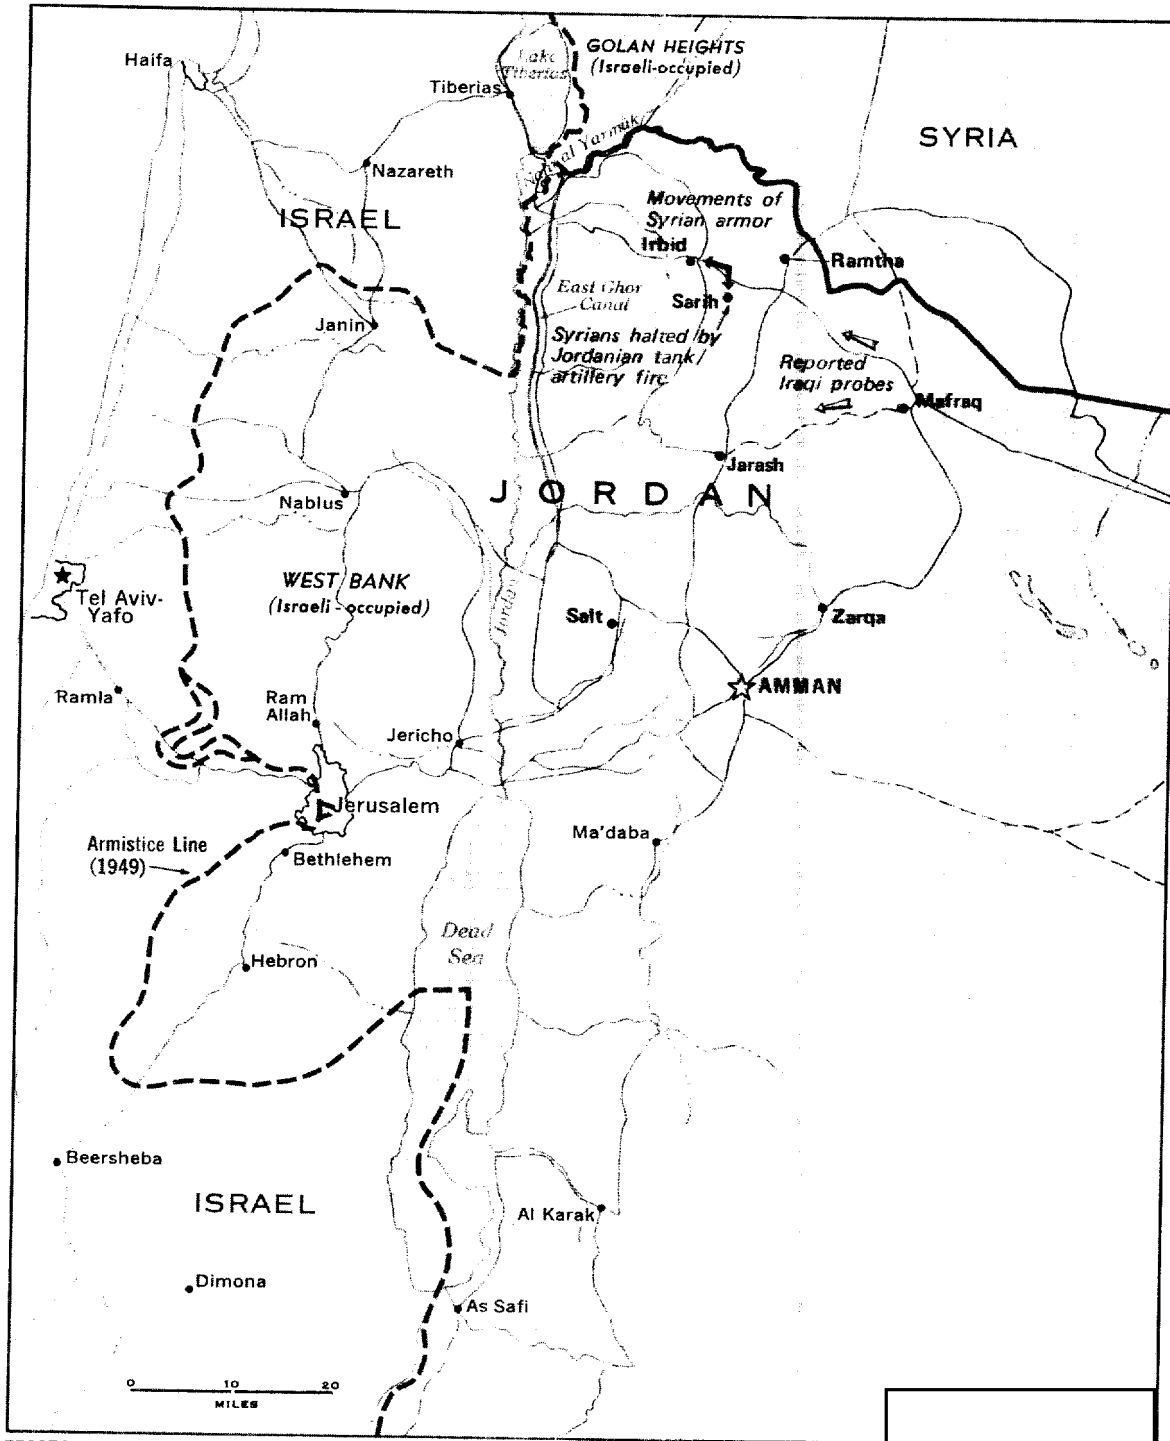 Haifa
Lake
Tiberias
GOLAN HEIGHTS
(Israeli-occupied)
Tiberias
SYRIA
Yarmuk
Nazareth
ISRAEL
Movements of
Syrian armor
Irbid
Ramtha
East Ghor
Canal
Sarih
Janin
Syrians halted by
Jordanian tank/
artillery fire
Reported
Iraqi probes
Mafraq
Jarash
Nablus
JORDAN
WEST BANK
(Israeli-occupied)
Tel Aviv-
Yafo
Jordan
Salt
Zarqa
Ramla
Ram
Allah
AMMAN
Jericho
Jerusalem
Ma'daba
Armistice Line
(1949)
Bethlehem
Dead
Sea
Hebron
Beersheba
ISRAEL
Al Karak
Dimona
As Safi
0 10 20
MILES